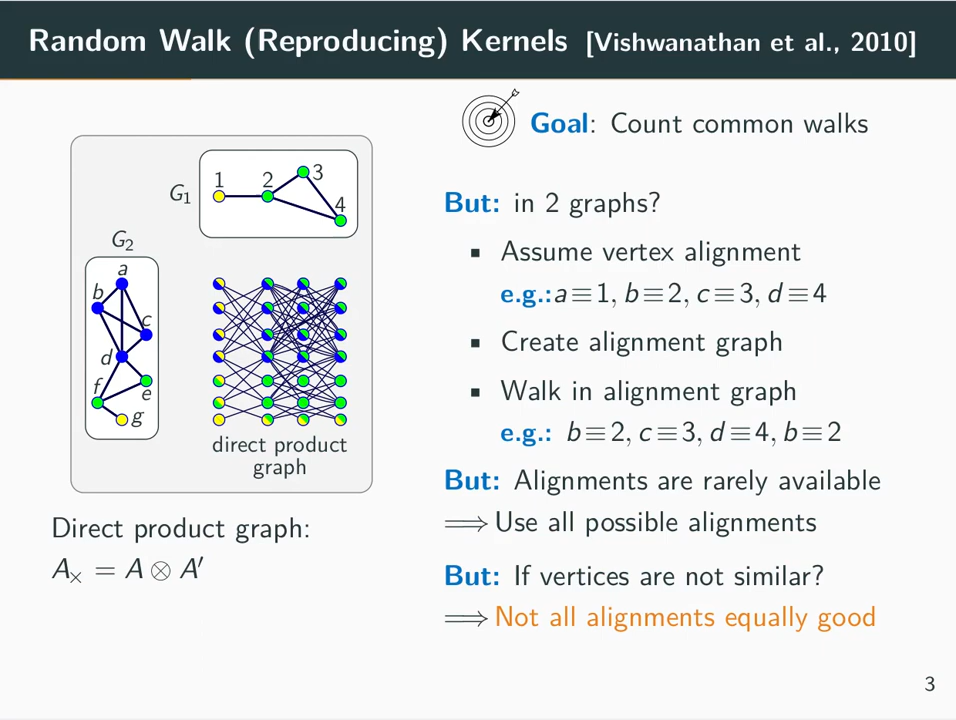 Random Walk (Reproducing) Kernels [Vishwanathan et al., 2010]
G₁
1
2
3
4
G₂
a
b
c
d
f
e
g
direct product
graph
Direct product graph:
A× = A ⊗ A′
Goal: Count common walks
But: in 2 graphs?
▪ Assume vertex alignment
e.g.:a≡1, b≡2, c≡3, d≡4
▪ Create alignment graph
▪ Walk in alignment graph
e.g.: b≡2, c≡3, d≡4, b≡2
But: Alignments are rarely available
⟹ Use all possible alignments
But: If vertices are not similar?
⟹ Not all alignments equally good
3